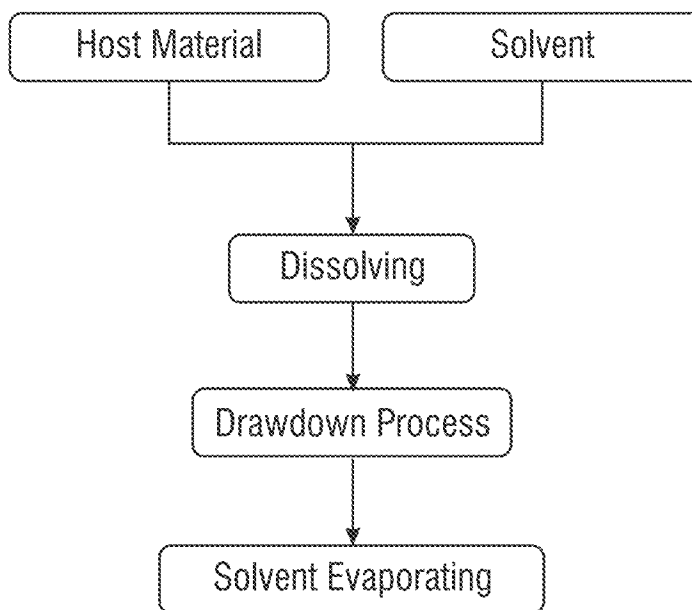 Host Material
Solvent
Dissolving
Drawdown Process
Solvent Evaporating